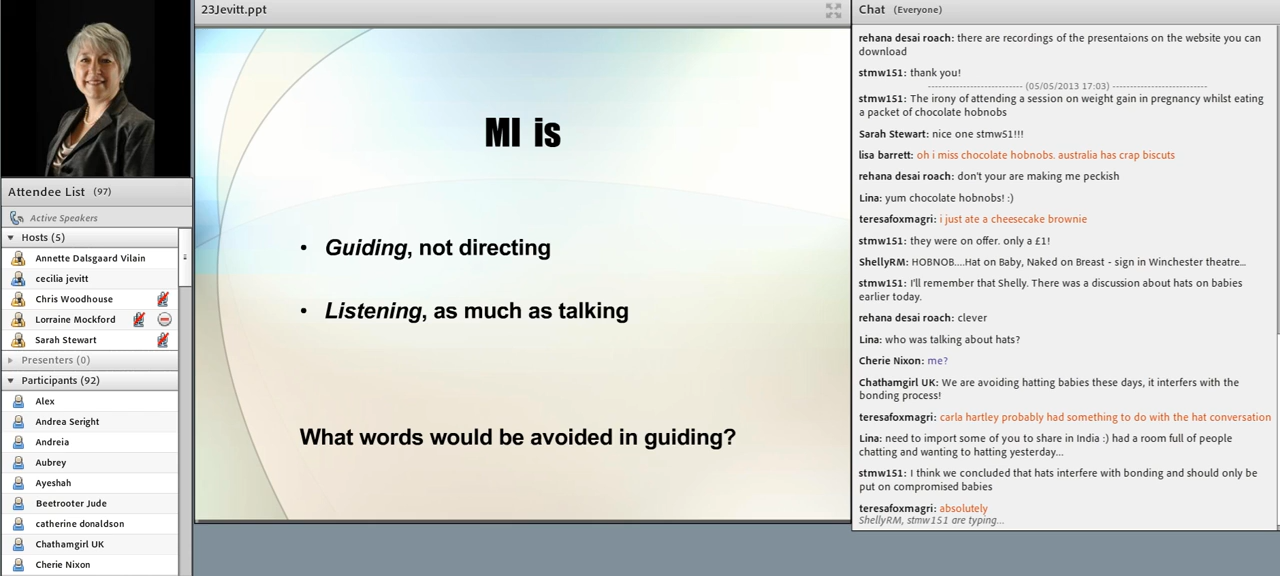 23Jevitt.ppt
Attendee List (97)
Active Speakers
Hosts (5)
Annette Dalsgaard Vilain
cecilia jevitt
Chris Woodhouse
Lorraine Mockford
Sarah Stewart
Presenters (0)
Participants (92)
Alex
Andrea Seright
Andreia
Aubrey
Ayeshah
Beetrooter Jude
catherine donaldson
Chathamgirl UK
Cherie Nixon
MI is
• Guiding, not directing
• Listening, as much as talking
What words would be avoided in guiding?
Chat (Everyone)
rehana desai roach: there are recordings of the presentaions on the website you can
download
stmw151: thank you!
---------------------------- (05/05/2013 17:03) ----------------------------
stmw151: The irony of attending a session on weight gain in pregnancy whilst eating
a packet of chocolate hobnobs
Sarah Stewart: nice one stmw51!!!
lisa barrett: oh i miss chocolate hobnobs. australia has crap biscuts
rehana desai roach: don't your are making me peckish
Lina: yum chocolate hobnobs! :)
teresafoxmagri: i just ate a cheesecake brownie
stmw151: they were on offer. only a £1!
ShellyRM: HOBNOB....Hat on Baby, Naked on Breast - sign in Winchester theatre...
stmw151: I'll remember that Shelly. There was a discussion about hats on babies
earlier today.
rehana desai roach: clever
Lina: who was talking about hats?
Cherie Nixon: me?
Chathamgirl UK: We are avoiding hatting babies these days, it interfers with the
bonding process!
teresafoxmagri: carla hartley probably had something to do with the hat conversation
Lina: need to import some of you to share in India :) had a room full of people
chatting and wanting to hatting yesterday...
stmw151: I think we concluded that hats interfere with bonding and should only be
put on compromised babies
teresafoxmagri: absolutely
ShellyRM, stmw151 are typing...